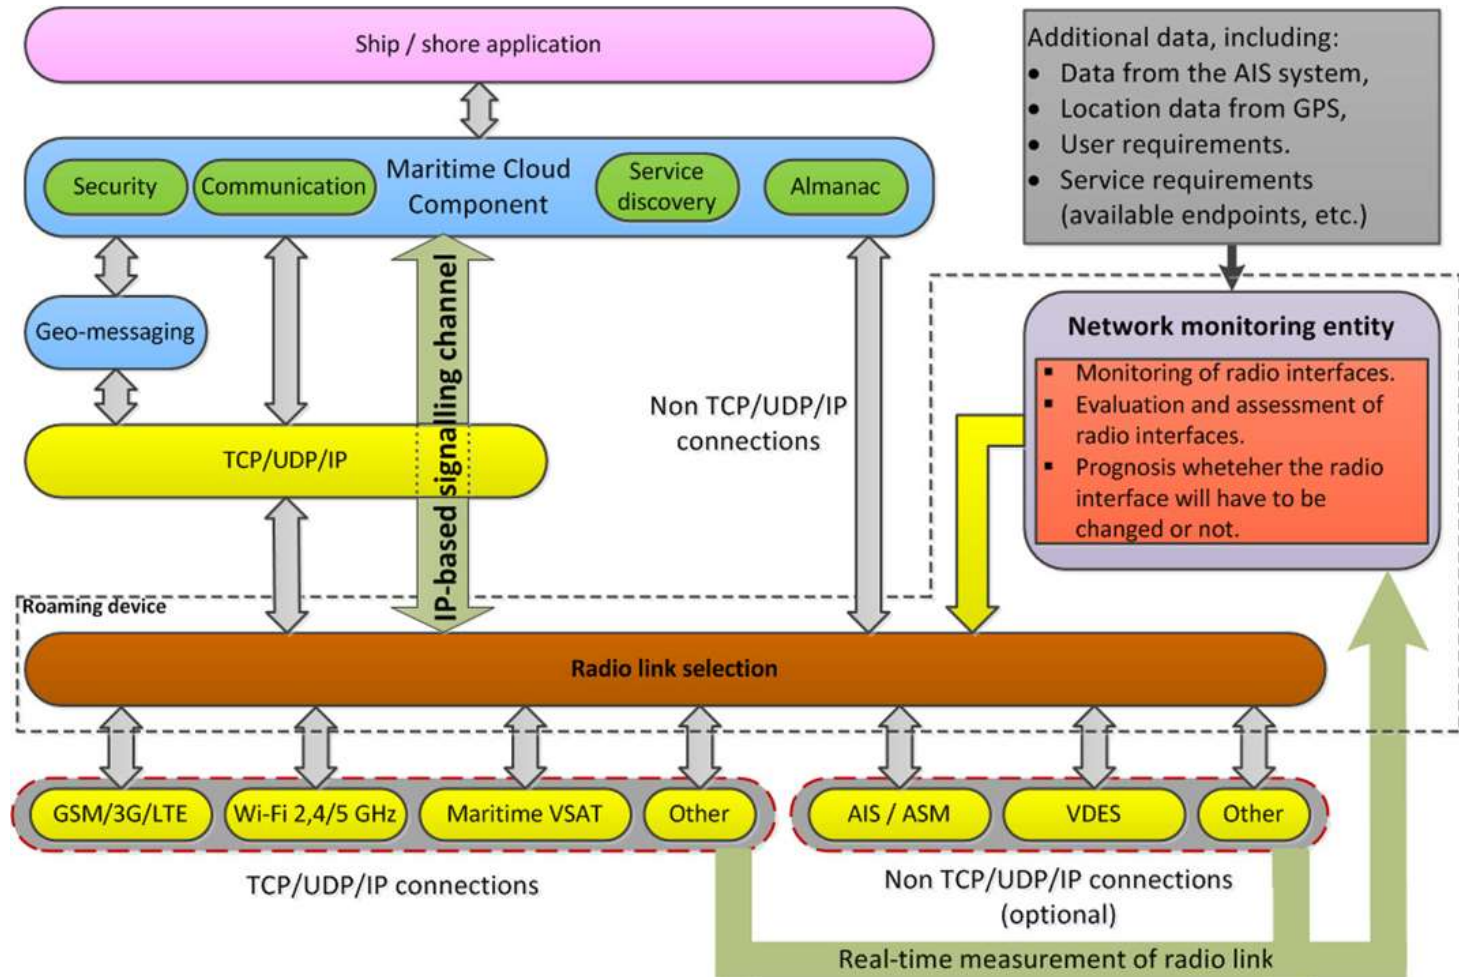 Ship / shore application
Additional data, including:
• Data from the AIS system,
• Location data from GPS,
• User requirements.
• Service requirements
(available endpoints, etc.)
Security
Communication
Maritime Cloud
Component
Service
discovery
Almanac
Geo-messaging
IP-based signalling channel
Non TCP/UDP/IP
connections
TCP/UDP/IP
Network monitoring entity
▪ Monitoring of radio interfaces.
▪ Evaluation and assessment of
radio interfaces.
▪ Prognosis wheteher the radio
interface will have to be
changed or not.
Roaming device
Radio link selection
GSM/3G/LTE
Wi-Fi 2,4/5 GHz
Maritime VSAT
Other
AIS / ASM
VDES
Other
TCP/UDP/IP connections
Non TCP/UDP/IP connections
(optional)
Real-time measurement of radio link